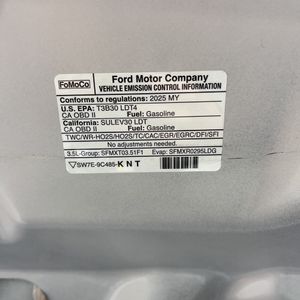 FoMoCo
Ford Motor Company
VEHICLE EMISSION CONTROL INFORMATION
Conforms to regulations: 2025 MY
U.S. EPA: T3B30 LDT4
CA OBD II Fuel: Gasoline
California: SULEV30 LDT
CA OBD II Fuel: Gasoline
TWC/WR-HO2S/HO2S/TC/CAC/EGR/EGRC/DFI/SFI
No adjustments needed.
3.5L-Group: SFMXT03.51F1 Evap: SFMXR0295LDG
SW7E-9C485-KNT